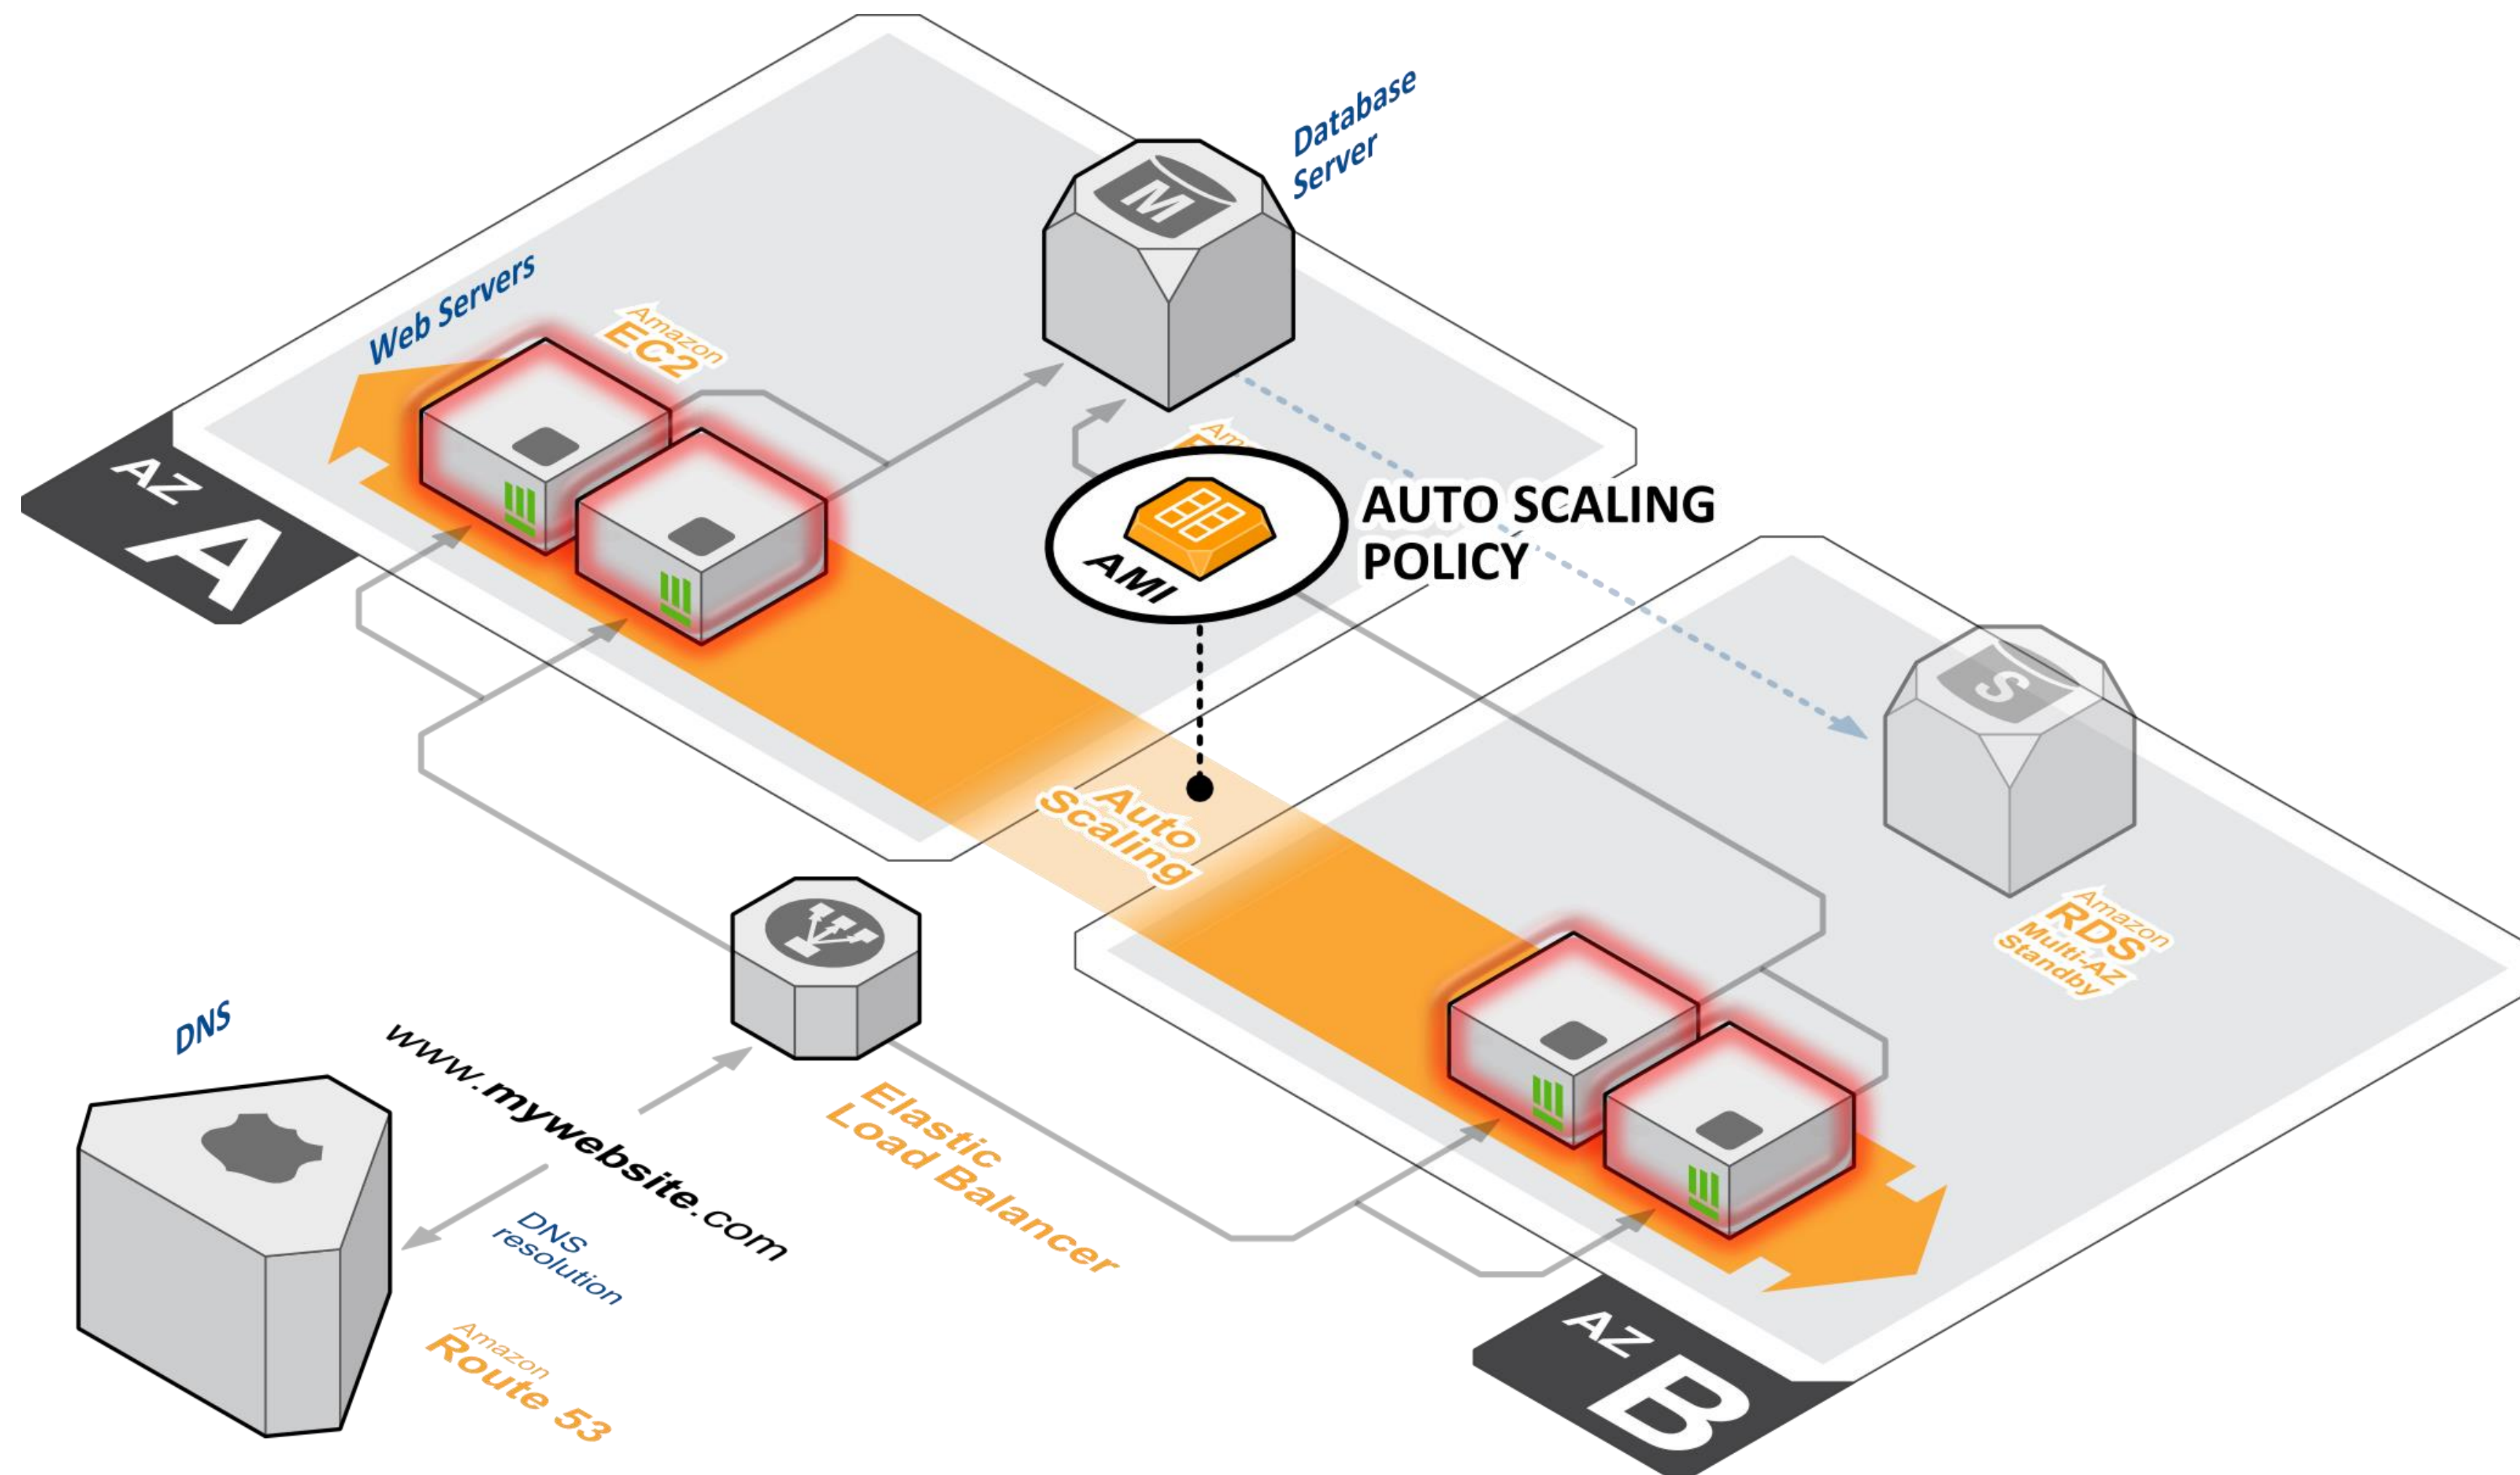 Database
Server
Web Servers
Amazon
EC2
M
AZ
A
AUTO SCALING
POLICY
AMI
S
Auto
Scaling
Amazon
RDS
Multi-AZ
Standby
DNS
www.mywebsite.com
Elastic
Load Balancer
DNS
resolution
Amazon
Route 53
AZ
B